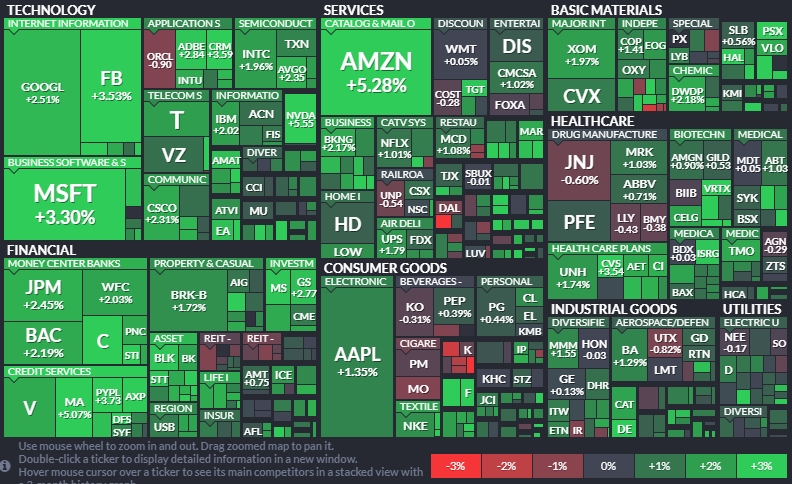 TECHNOLOGY
INTERNET INFORMATION
GOOGL
+2.51%
FB
+3.53%
BUSINESS SOFTWARE & S
MSFT
+3.30%
APPLICATION S
ORCL
-0.90
ADBE
+2.84
CRM
+3.59
INTU
TELECOM S
T
VZ
COMMUNIC
CSCO
+2.31%
SEMICONDUCT
INTC
+1.96%
TXN
AVGO
+2.35
NVDA
+5.55
INFORMATIO
IBM
+2.02
ACN
FIS
AMAT
DIVER
CCI
ATVI
MU
EA
SERVICES
CATALOG & MAIL O
AMZN
+5.28%
DISCOUN
WMT
+0.05%
COST
-0.28
TGT
ENTERTAI
DIS
CMCSA
+1.02%
FOXA
BUSINESS
BKNG
+2.17%
CATV SYS
NFLX
+1.01%
RESTAU
MCD
+1.08%
MAR
RAILROA
UNP
-0.54
CSX
NSC
TJX
SBUX
-0.01
HOME I
HD
LOW
AIR DELI
UPS
+1.79
FDX
DAL
LUV
BASIC MATERIALS
MAJOR INT
XOM
+1.97%
CVX
INDEPE
COP
+1.41
EOG
OXY
SPECIAL
PX
LYB
CHEMIC
DWDP
+2.18%
SLB
+0.56%
HAL
KMI
PSX
VLO
HEALTHCARE
DRUG MANUFACTURE
JNJ
-0.60%
PFE
MRK
+1.03%
ABBV
+0.71%
LLY
-0.43
BMY
-0.38
BIOTECHN
AMGN
+0.90%
GILD
+0.53
BIIB
VRTX
CELG
MEDICAL
MDT
+0.05
ABT
+1.03
SYK
BSX
HEALTH CARE PLANS
UNH
+1.74%
CVS
+3.54
AET
CI
MEDICA
BDX
+0.03
ISRG
BAX
MEDIC
TMO
HCA
AGN
-0.29
ZTS
FINANCIAL
MONEY CENTER BANKS
JPM
+2.45%
WFC
+2.03%
BAC
+2.19%
C
PNC
STI
CREDIT SERVICES
V
MA
+5.07%
PYPL
+3.73
AXP
DFS
SYF
PROPERTY & CASUAL
BRK-B
+1.72%
AIG
INVESTM
MS
GS
+2.77
CME
ASSET
BLK
BK
STT
REIT -
REIT -
LIFE I
AMT
+0.75
ICE
REGION
USB
INSUR
AFL
CONSUMER GOODS
ELECTRONIC
AAPL
+1.35%
BEVERAGES -
KO
-0.31%
PEP
+0.39%
CIGARE
PM
MO
TEXTILE
NKE
PERSONAL
PG
+0.44%
CL
EL
KMB
K
IP
KHC
STZ
F
JCI
INDUSTRIAL GOODS
DIVERSIFIE
MMM
+1.55
HON
-0.03
GE
+0.13%
DHR
ITW
ETN
IR
AEROSPACE/DEFEN
BA
+1.29%
UTX
-0.82%
GD
RTN
LMT
CAT
DE
UTILITIES
ELECTRIC U
NEE
-0.17
SO
D
DIVERSI
Use mouse wheel to zoom in and out. Drag zoomed map to pan it.
Double-click a ticker to display detailed information in a new window.
Hover mouse cursor over a ticker to see its main competitors in a stacked view with
-3% -2% -1% 0% +1% +2% +3%